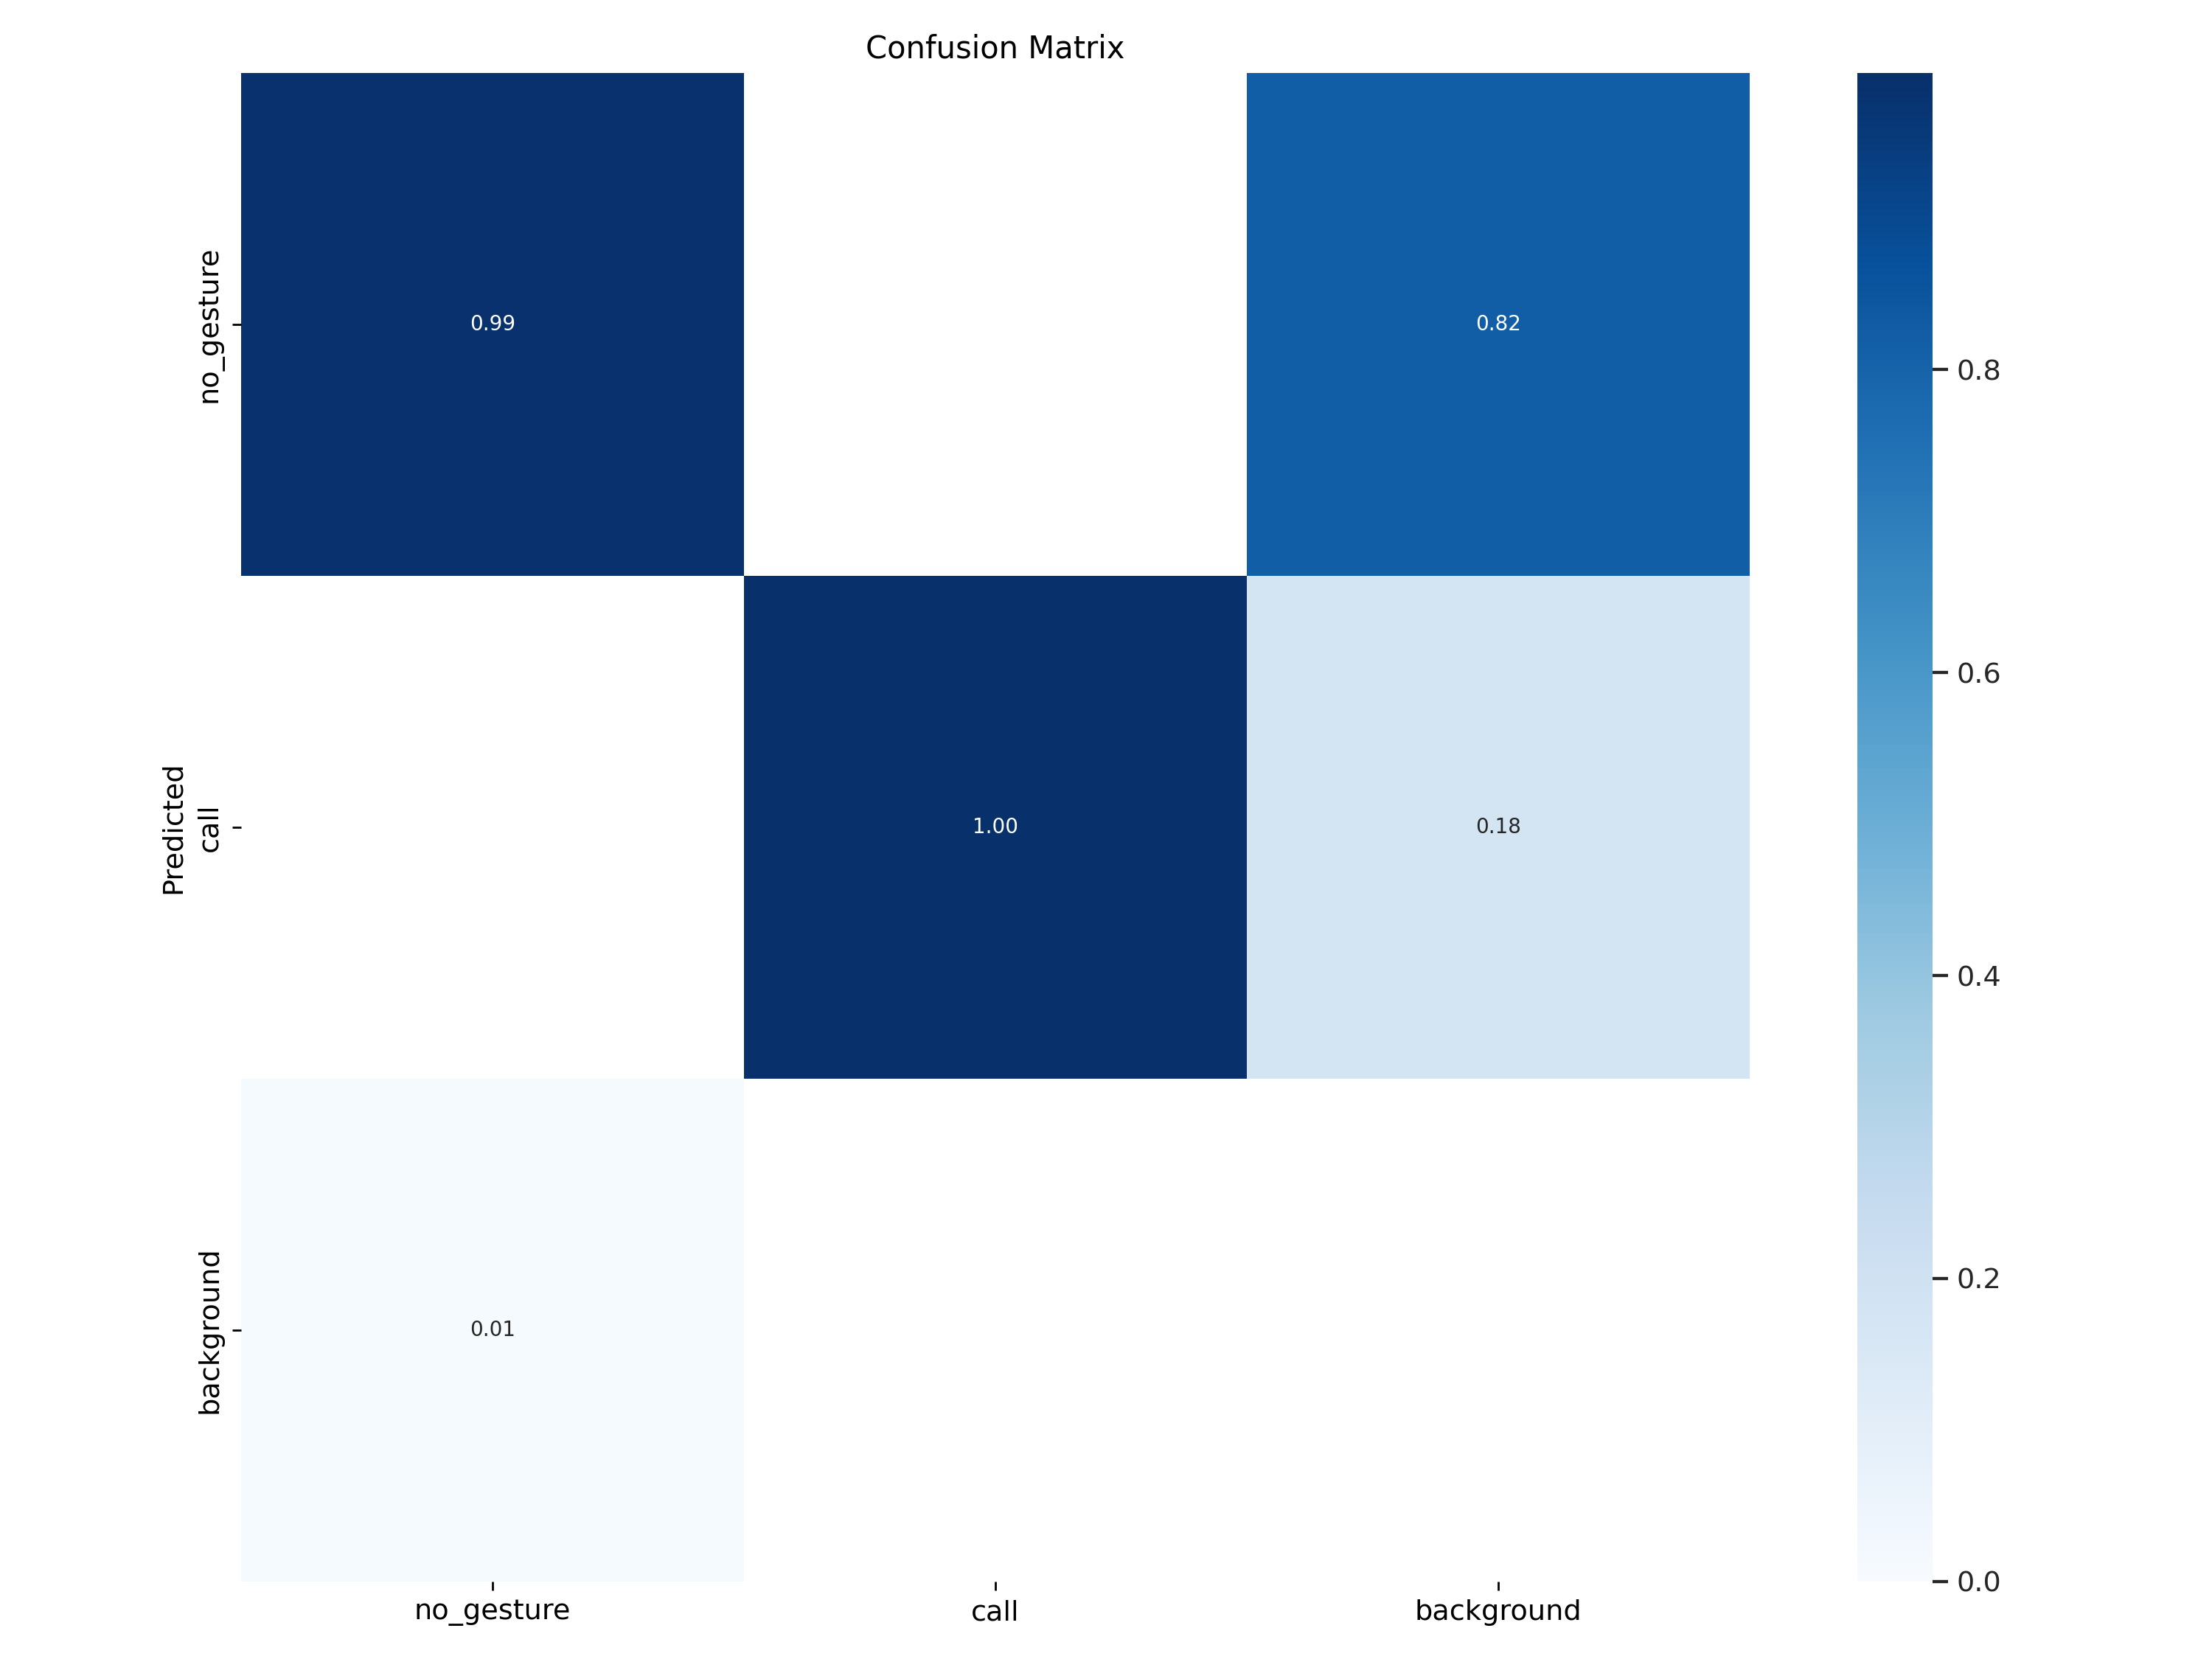 Confusion Matrix
no_gesture
0.99
0.82
0.8
0.6
Predicted
call
1.00
0.18
0.4
0.2
background
0.01
0.0
no_gesture
call
background